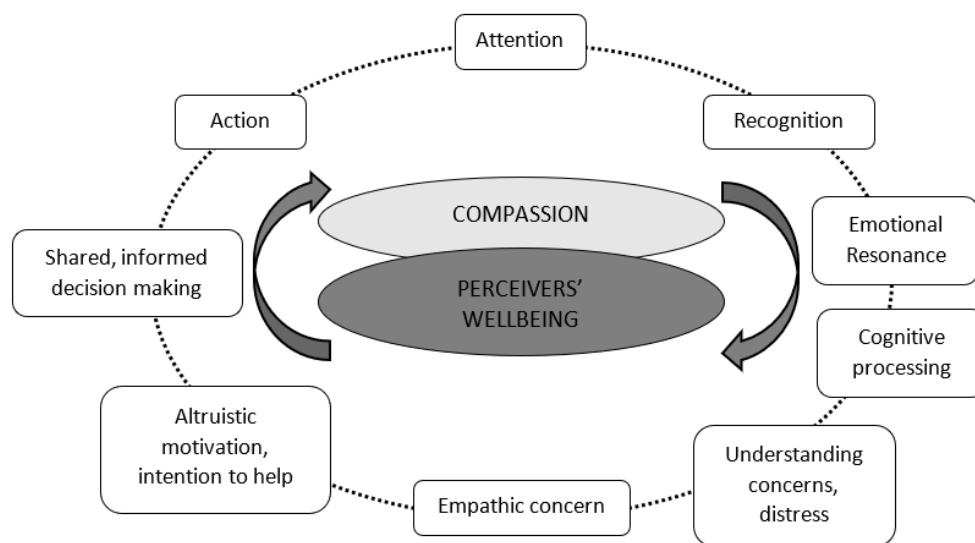 Attention
Action
Recognition
COMPASSION
Emotional
Resonance
Shared, informed
decision making
PERCEIVERS’
WELLBEING
Cognitive
processing
Altruistic
motivation,
intention to help
Understanding
concerns,
distress
Empathic concern